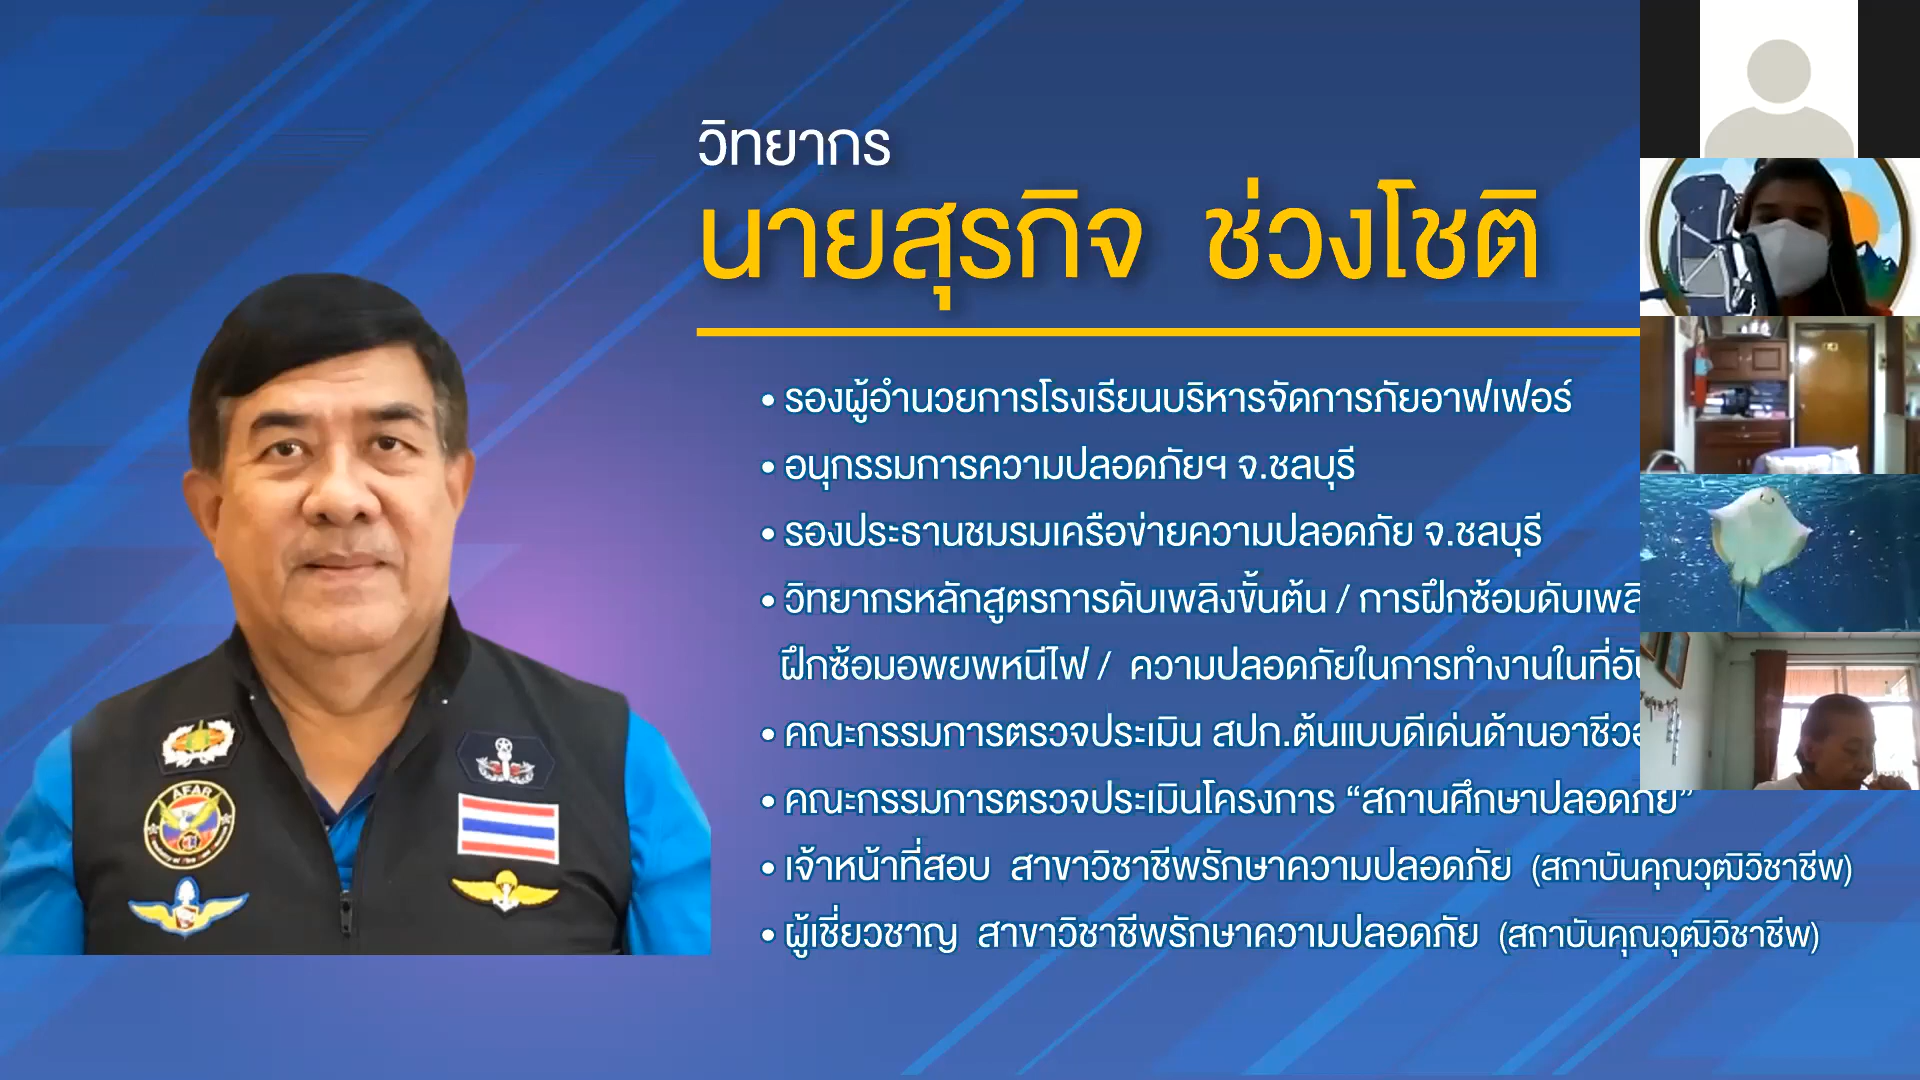 วิทยากร
นายสุรกิจ ช่วงโชติ
• รองผู้อำนวยการโรงเรียนบริหารจัดการภัยอาฟเฟอร์
• อนุกรรมการความปลอดภัยฯ จ.ชลบุรี
• รองประธานชมรมเครือข่ายความปลอดภัย จ.ชลบุรี
• วิทยากรหลักสูตรการดับเพลิงขั้นต้น / การฝึกซ้อมดับเพลิ
ฝึกซ้อมอพยพหนีไฟ / ความปลอดภัยในการทำงานในที่อับ
• คณะกรรมการตรวจประเมิน สปก.ต้นแบบดีเด่นด้านอาชีวอ
• คณะกรรมการตรวจประเมินโครงการ “สถานศึกษาปลอดภัย”
• เจ้าหน้าที่สอบ สาขาวิชาชีพรักษาความปลอดภัย (สถาบันคุณวุฒิวิชาชีพ)
• ผู้เชี่ยวชาญ สาขาวิชาชีพรักษาความปลอดภัย (สถาบันคุณวุฒิวิชาชีพ)
AFAR